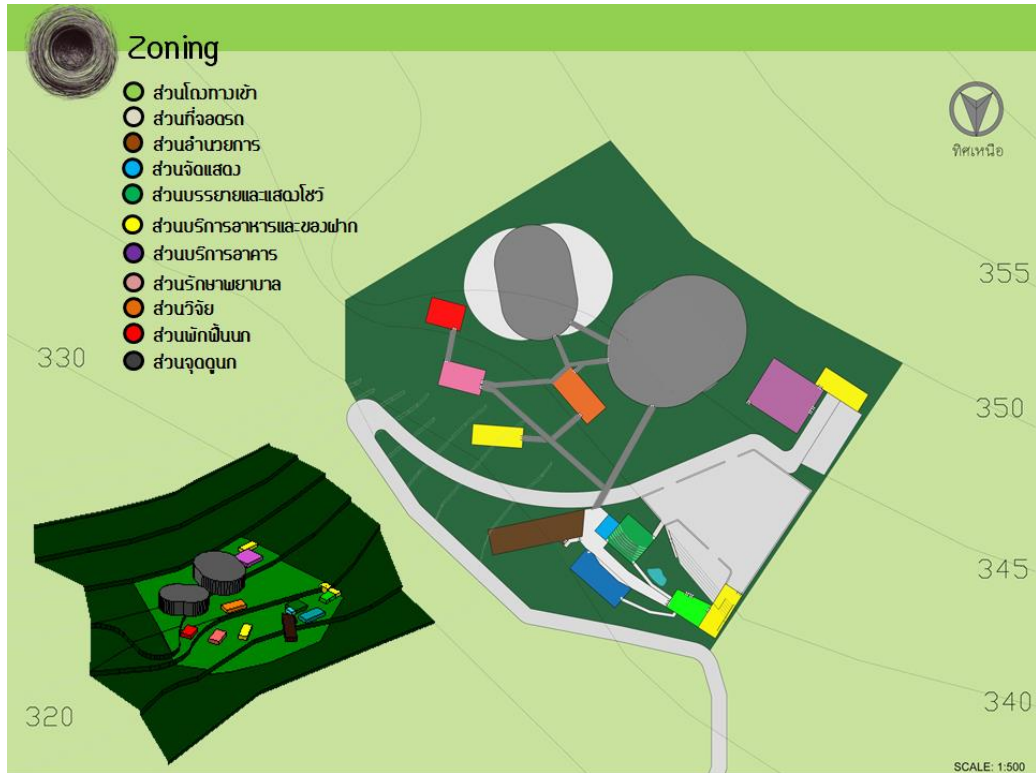 Zoning
ส่วนโถงทางเข้า
ส่วนที่จอดรถ
ส่วนอำนวยการ
ส่วนจัดแสดง
ส่วนบรรยายและแสดงโชว์
ส่วนบริการอาหารและของฝาก
ส่วนบริการอาคาร
ส่วนรักษาพยาบาล
ส่วนวิจัย
ส่วนพักฟื้นนก
ส่วนจุดดูนก
ทิศเหนือ
355
330
350
345
340
320
SCALE: 1:500